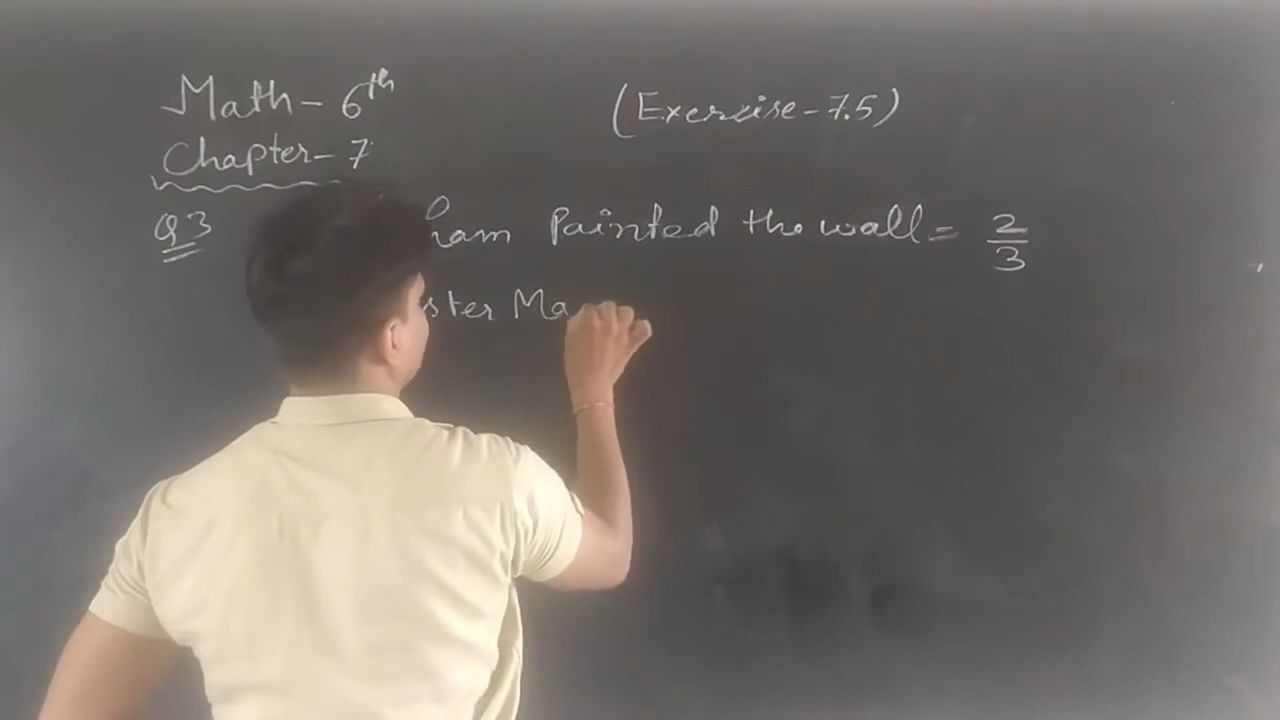 Math - 6th
(Exercise - 7.5)
Chapter - 7
Q3 ham Painted the wall = 2/3
ster Ma